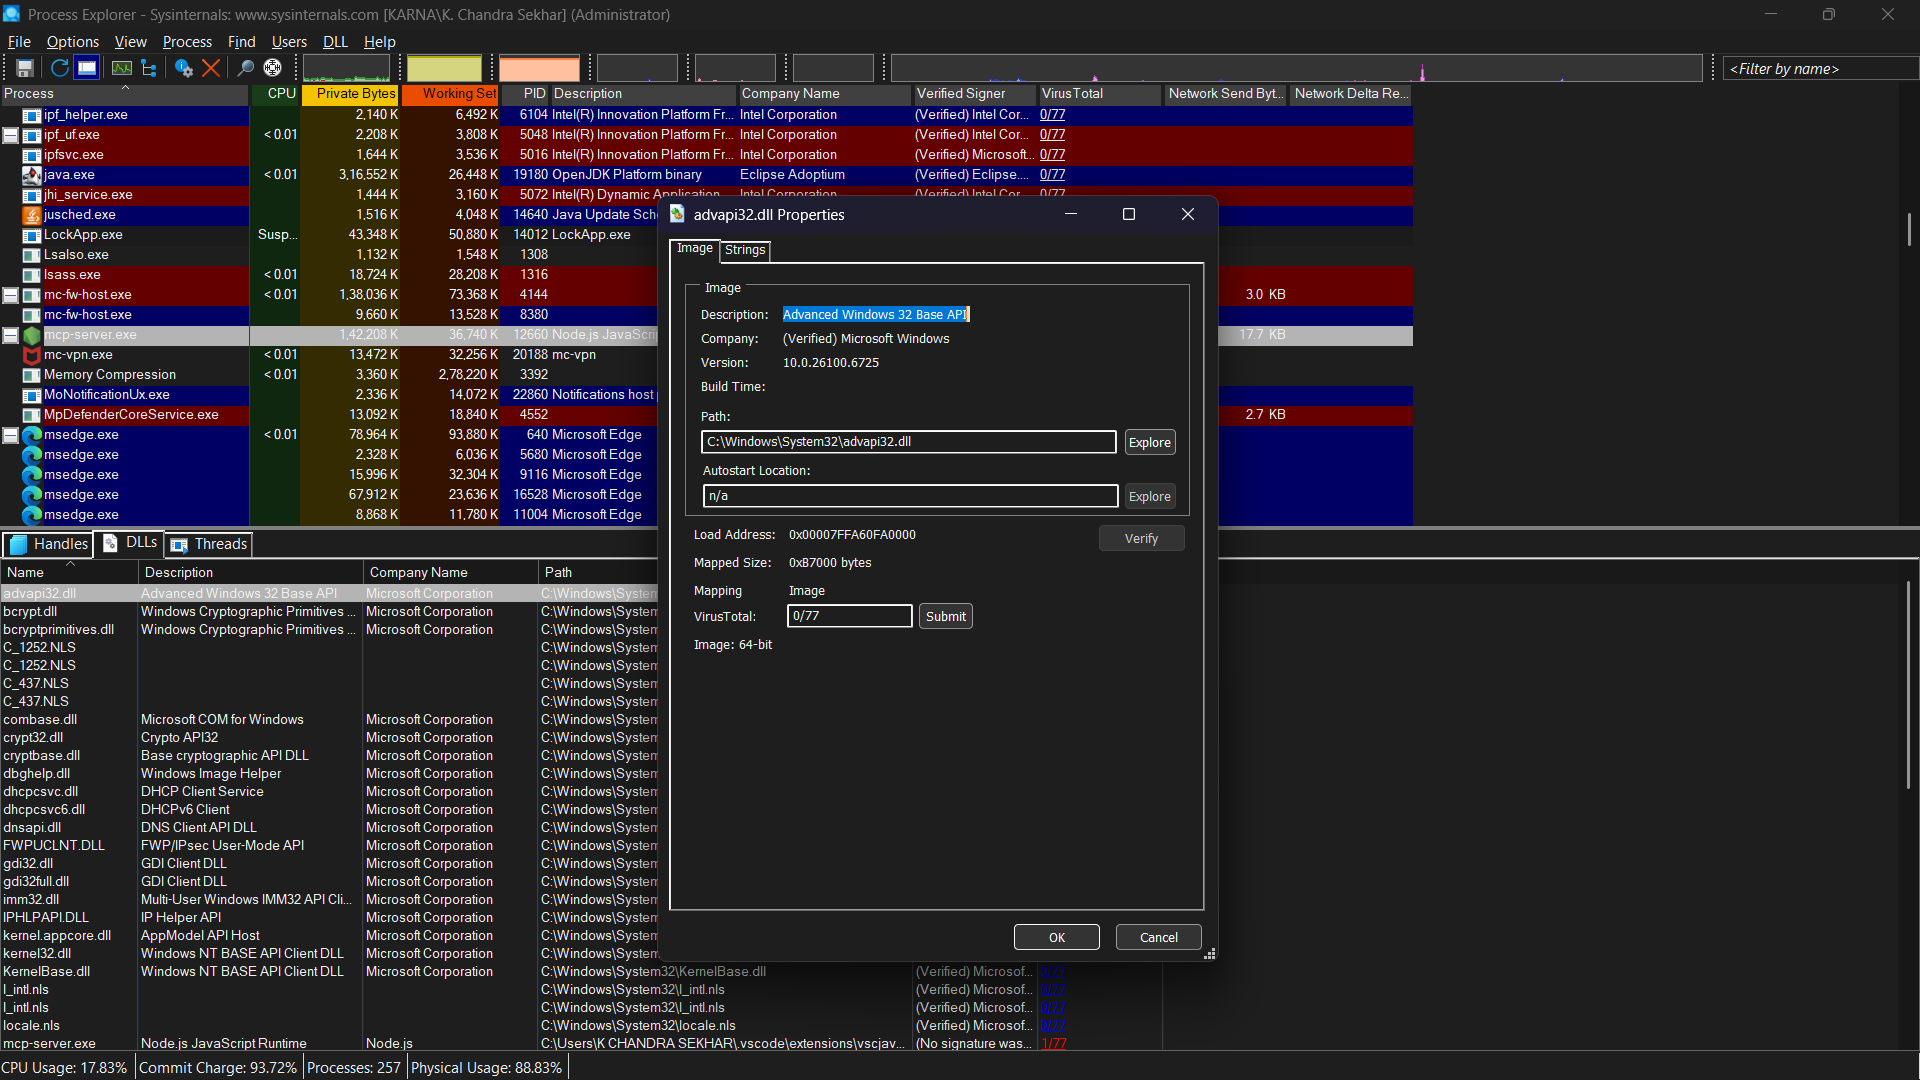 Process Explorer - Sysinternals: www.sysinternals.com [KARNA\K. Chandra Sekhar] (Administrator)
File Options View Process Find Users DLL Help
<Filter by name>
Process CPU Private Bytes Working Set PID Description Company Name Verified Signer VirusTotal Network Send Byt... Network Delta Re...
ipf_helper.exe 2,140 K 6,492 K 6104 Intel(R) Innovation Platform Fr... Intel Corporation (Verified) Intel Cor... 0/77
ipf_uf.exe < 0.01 2,208 K 3,808 K 5048 Intel(R) Innovation Platform Fr... Intel Corporation (Verified) Intel Cor... 0/77
ipfsvc.exe 1,644 K 3,536 K 5016 Intel(R) Innovation Platform Fr... Intel Corporation (Verified) Microsoft... 0/77
java.exe < 0.01 3,16,552 K 26,448 K 19180 OpenJDK Platform binary Eclipse Adoptium (Verified) Eclipse.... 0/77
jhi_service.exe 1,444 K 3,160 K 5072 Intel(R) Dynamic Application Intel Corporation (Verified) Intel Cor... 0/77
jusched.exe 1,516 K 4,048 K 14640 Java Update Sch
LockApp.exe Susp... 43,348 K 50,880 K 14012 LockApp.exe
Lsalso.exe 1,132 K 1,548 K 1308
lsass.exe < 0.01 18,724 K 28,208 K 1316
mc-fw-host.exe < 0.01 1,38,036 K 73,368 K 4144 3.0 KB
mc-fw-host.exe 9,660 K 13,528 K 8380
mcp-server.exe 1,42,208 K 36,740 K 12660 Node.js JavaScri 17.7 KB
mc-vpn.exe < 0.01 13,472 K 32,256 K 20188 mc-vpn
Memory Compression < 0.01 3,360 K 2,78,220 K 3392
MoNotificationUx.exe 2,336 K 14,072 K 22860 Notifications host
MpDefenderCoreService.exe 13,092 K 18,840 K 4552 2.7 KB
msedge.exe < 0.01 78,964 K 93,880 K 640 Microsoft Edge
msedge.exe 2,328 K 6,036 K 5680 Microsoft Edge
msedge.exe 15,996 K 32,304 K 9116 Microsoft Edge
msedge.exe 67,912 K 23,636 K 16528 Microsoft Edge
msedge.exe 8,868 K 11,780 K 11004 Microsoft Edge
advapi32.dll Properties
Image Strings
Image
Description: Advanced Windows 32 Base API
Company: (Verified) Microsoft Windows
Version: 10.0.26100.6725
Build Time:
Path:
C:\Windows\System32\advapi32.dll Explore
Autostart Location:
n/a Explore
Load Address: 0x00007FFA60FA0000
Verify
Mapped Size: 0xB7000 bytes
Mapping Image
VirusTotal: 0/77 Submit
Image: 64-bit
OK Cancel
Handles DLLs Threads
Name Description Company Name Path
advapi32.dll Advanced Windows 32 Base API Microsoft Corporation C:\Windows\System
bcrypt.dll Windows Cryptographic Primitives ... Microsoft Corporation C:\Windows\System
bcryptprimitives.dll Windows Cryptographic Primitives ... Microsoft Corporation C:\Windows\System
C_1252.NLS C:\Windows\System
C_1252.NLS C:\Windows\System
C_437.NLS C:\Windows\System
C_437.NLS C:\Windows\System
combase.dll Microsoft COM for Windows Microsoft Corporation C:\Windows\System
crypt32.dll Crypto API32 Microsoft Corporation C:\Windows\System
cryptbase.dll Base cryptographic API DLL Microsoft Corporation C:\Windows\System
dbghelp.dll Windows Image Helper Microsoft Corporation C:\Windows\System
dhcpcsvc.dll DHCP Client Service Microsoft Corporation C:\Windows\System
dhcpcsvc6.dll DHCPv6 Client Microsoft Corporation C:\Windows\System
dnsapi.dll DNS Client API DLL Microsoft Corporation C:\Windows\System
FWPUCLNT.DLL FWP/IPsec User-Mode API Microsoft Corporation C:\Windows\System
gdi32.dll GDI Client DLL Microsoft Corporation C:\Windows\System
gdi32full.dll GDI Client DLL Microsoft Corporation C:\Windows\System
imm32.dll Multi-User Windows IMM32 API Cli... Microsoft Corporation C:\Windows\System
IPHLPAPI.DLL IP Helper API Microsoft Corporation C:\Windows\System
kernel.appcore.dll AppModel API Host Microsoft Corporation C:\Windows\System
kernel32.dll Windows NT BASE API Client DLL Microsoft Corporation C:\Windows\System
KernelBase.dll Windows NT BASE API Client DLL Microsoft Corporation C:\Windows\System32\KernelBase.dll (Verified) Microsof... 0/77
l_intl.nls C:\Windows\System32\l_intl.nls (Verified) Microsof... 0/77
l_intl.nls C:\Windows\System32\l_intl.nls (Verified) Microsof... 0/77
locale.nls C:\Windows\System32\locale.nls (Verified) Microsof... 0/77
mcp-server.exe Node.js JavaScript Runtime Node.js C:\Users\K CHANDRA SEKHAR\.vscode\extensions\vscjav... (No signature was... 1/77
CPU Usage: 17.83% Commit Charge: 93.72% Processes: 257 Physical Usage: 88.83%